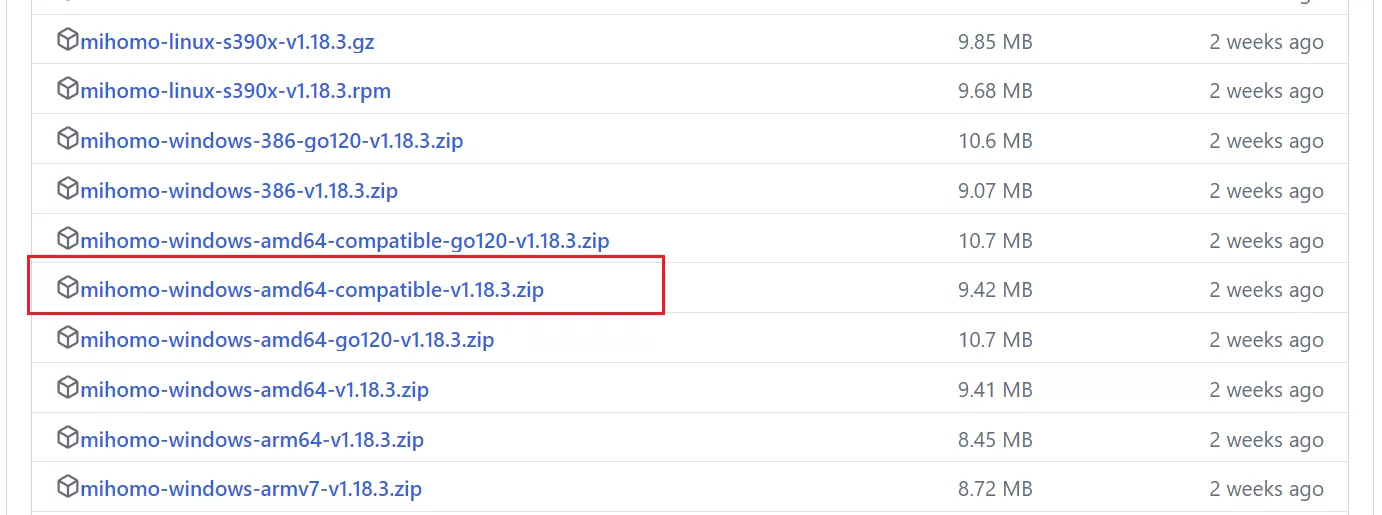 mihomo-linux-s390x-v1.18.3.gz 9.85 MB 2 weeks ago
mihomo-linux-s390x-v1.18.3.rpm 9.68 MB 2 weeks ago
mihomo-windows-386-go120-v1.18.3.zip 10.6 MB 2 weeks ago
mihomo-windows-386-v1.18.3.zip 9.07 MB 2 weeks ago
mihomo-windows-amd64-compatible-go120-v1.18.3.zip 10.7 MB 2 weeks ago
mihomo-windows-amd64-compatible-v1.18.3.zip 9.42 MB 2 weeks ago
mihomo-windows-amd64-go120-v1.18.3.zip 10.7 MB 2 weeks ago
mihomo-windows-amd64-v1.18.3.zip 9.41 MB 2 weeks ago
mihomo-windows-arm64-v1.18.3.zip 8.45 MB 2 weeks ago
mihomo-windows-armv7-v1.18.3.zip 8.72 MB 2 weeks ago